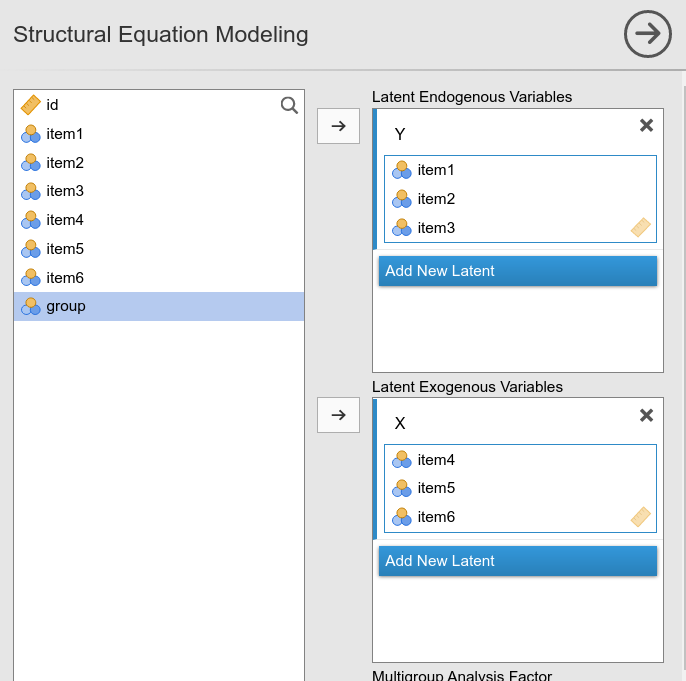 Structural Equation Modeling
id
item1
item2
item3
item4
item5
item6
group
Latent Endogenous Variables
Y
item1
item2
item3
Add New Latent
Latent Exogenous Variables
X
item4
item5
item6
Add New Latent
Multigroup Analysis Factor